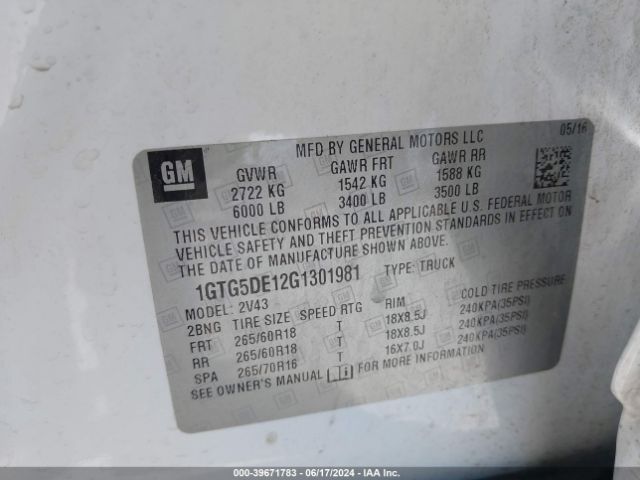 05/16
MFD BY GENERAL MOTORS LLC
GM
GVWR GAWR FRT GAWR RR
2722 KG 1542 KG 1588 KG
6000 LB 3400 LB 3500 LB
THIS VEHICLE CONFORMS TO ALL APPLICABLE U.S. FEDERAL MOTOR
VEHICLE SAFETY AND THEFT PREVENTION STANDARDS IN EFFECT ON
THE DATE OF MANUFACTURE SHOWN ABOVE.
1GTG5DE12G1301981 TYPE: TRUCK
MODEL: 2V43
2BNG TIRE SIZE SPEED RTG RIM COLD TIRE PRESSURE
FRT 265/60R18 T 18X8.5J 240KPA(35PSI)
RR 265/60R18 T 18X8.5J 240KPA(35PSI)
SPA 265/70R16 T 16X7.0J 240KPA(35PSI)
SEE OWNER'S MANUAL FOR MORE INFORMATION
000-39671783 / 06/17/2024 - IAA Inc.